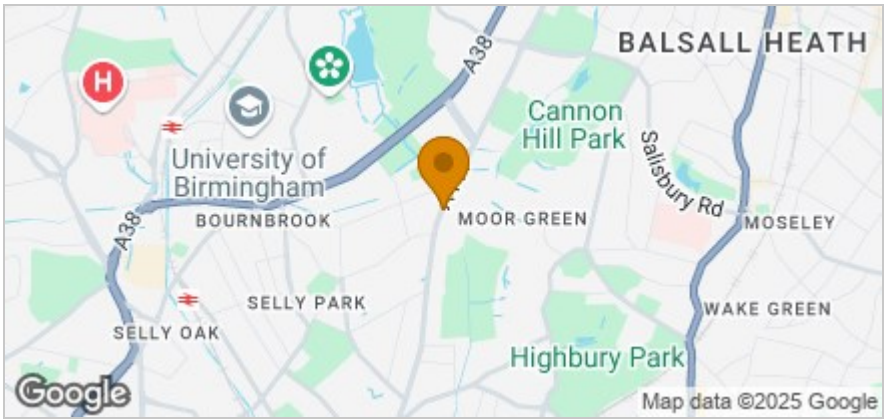 BALSALL HEATH
A38
H
Cannon
Hill Park
Salisbury Rd
University of
Birmingham
A38
BOURNBROOK
MOOR GREEN
MOSELEY
SELLY PARK
WAKE GREEN
SELLY OAK
Highbury Park
Google
Map data ©2025 Google